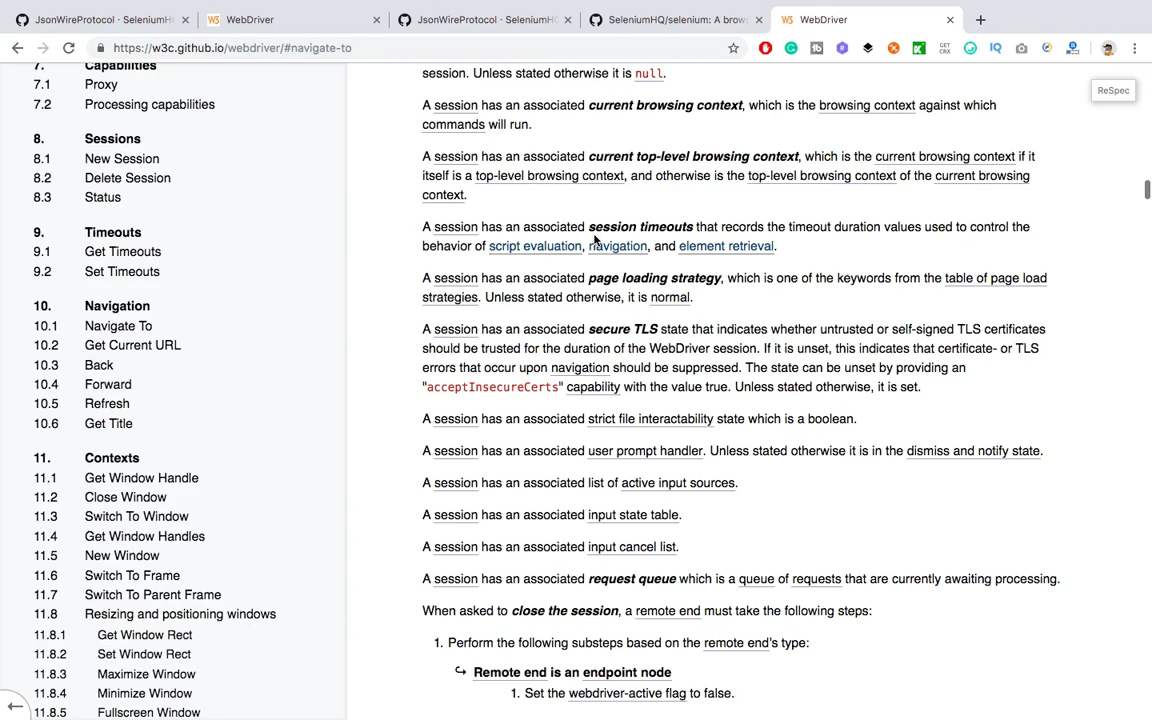 JsonWireProtocol · SeleniumH
WebDriver
JsonWireProtocol · SeleniumH
SeleniumHQ/selenium: A brow
WebDriver
https://w3c.github.io/webdriver/#navigate-to
GET
CRX
IQ
ReSpec
7. Capabilities
7.1 Proxy
7.2 Processing capabilities
8. Sessions
8.1 New Session
8.2 Delete Session
8.3 Status
9. Timeouts
9.1 Get Timeouts
9.2 Set Timeouts
10. Navigation
10.1 Navigate To
10.2 Get Current URL
10.3 Back
10.4 Forward
10.5 Refresh
10.6 Get Title
11. Contexts
11.1 Get Window Handle
11.2 Close Window
11.3 Switch To Window
11.4 Get Window Handles
11.5 New Window
11.6 Switch To Frame
11.7 Switch To Parent Frame
11.8 Resizing and positioning windows
11.8.1 Get Window Rect
11.8.2 Set Window Rect
11.8.3 Maximize Window
11.8.4 Minimize Window
11.8.5 Fullscreen Window
session. Unless stated otherwise it is null.
A session has an associated current browsing context, which is the browsing context against which
commands will run.
A session has an associated current top-level browsing context, which is the current browsing context if it
itself is a top-level browsing context, and otherwise is the top-level browsing context of the current browsing
context.
A session has an associated session timeouts that records the timeout duration values used to control the
behavior of script evaluation, navigation, and element retrieval.
A session has an associated page loading strategy, which is one of the keywords from the table of page load
strategies. Unless stated otherwise, it is normal.
A session has an associated secure TLS state that indicates whether untrusted or self-signed TLS certificates
should be trusted for the duration of the WebDriver session. If it is unset, this indicates that certificate- or TLS
errors that occur upon navigation should be suppressed. The state can be unset by providing an
"acceptInsecureCerts" capability with the value true. Unless stated otherwise, it is set.
A session has an associated strict file interactability state which is a boolean.
A session has an associated user prompt handler. Unless stated otherwise it is in the dismiss and notify state.
A session has an associated list of active input sources.
A session has an associated input state table.
A session has an associated input cancel list.
A session has an associated request queue which is a queue of requests that are currently awaiting processing.
When asked to close the session, a remote end must take the following steps:
1. Perform the following substeps based on the remote end's type:
↪ Remote end is an endpoint node
1. Set the webdriver-active flag to false.